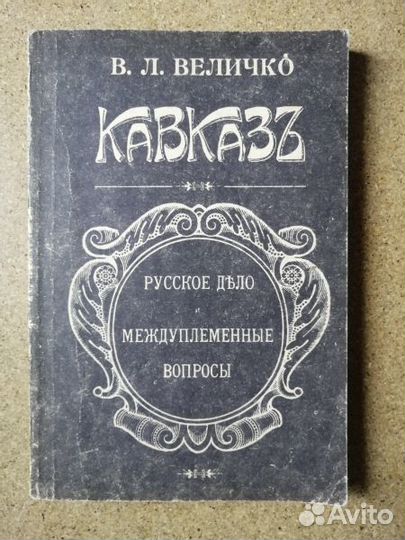 В. Л. ВЕЛИЧКО
КАВКАЗЪ
РУССКОЕ ДѢЛО
и
МЕЖДУПЛЕМЕННЫЕ
ВОПРОСЫ
Avito